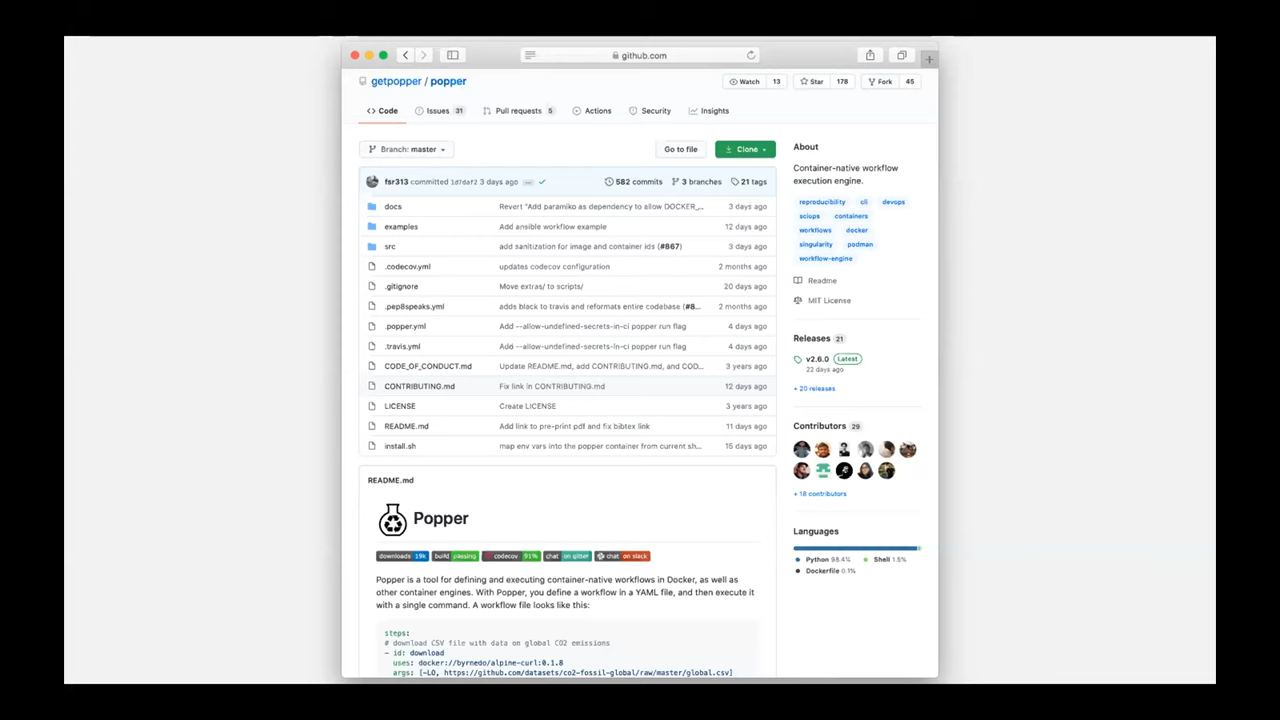 github.com
getpopper / popper
Watch 13 Star 178 Fork 45
Code Issues 31 Pull requests 5 Actions Security Insights
Branch: master Go to file Clone
fsr313 committed 3 days ago 582 commits 3 branches 21 tags
docs Revert "Add paramiko as dependency to allow DOCKER_... 3 days ago
examples Add ansible workflow example 12 days ago
src add sanitization for image and container ids (#867) 3 days ago
.codecov.yml updates codecov configuration 2 months ago
.gitignore Move extras/ to scripts/ 20 days ago
.pep8speaks.yml adds black to travis and reformats entire codebase (#8... 2 months ago
.popper.yml Add --allow-undefined-secrets-in-ci popper run flag 4 days ago
.travis.yml Add --allow-undefined-secrets-in-ci popper run flag 4 days ago
CODE_OF_CONDUCT.md Update README.md, add CONTRIBUTING.md, and COD... 3 years ago
CONTRIBUTING.md Fix link in CONTRIBUTING.md 12 days ago
LICENSE Create LICENSE 3 years ago
README.md Add link to pre-print pdf and fix bibtex link 11 days ago
install.sh map env vars into the popper container from current sh... 15 days ago
README.md
Popper
downloads 19k build passing codecov 91% chat on gitter chat on slack
Popper is a tool for defining and executing container-native workflows in Docker, as well as
other container engines. With Popper, you define a workflow in a YAML file, and then execute it
with a single command. A workflow file looks like this:
steps:
# download CSV file with data on global CO2 emissions
- id: download
uses: docker://byrnedo/alpine-curl:0.1.8
args: [-LO, https://github.com/datasets/co2-fossil-global/raw/master/global.csv]
About
Container-native workflow
execution engine.
reproducibility cli devops
sciops containers
workflows docker
singularity podman
workflow-engine
Readme
MIT License
Releases 21
v2.6.0 Latest
22 days ago
+ 20 releases
Contributors 29
+ 18 contributors
Languages
Python 98.4% Shell 1.5%
Dockerfile 0.1%